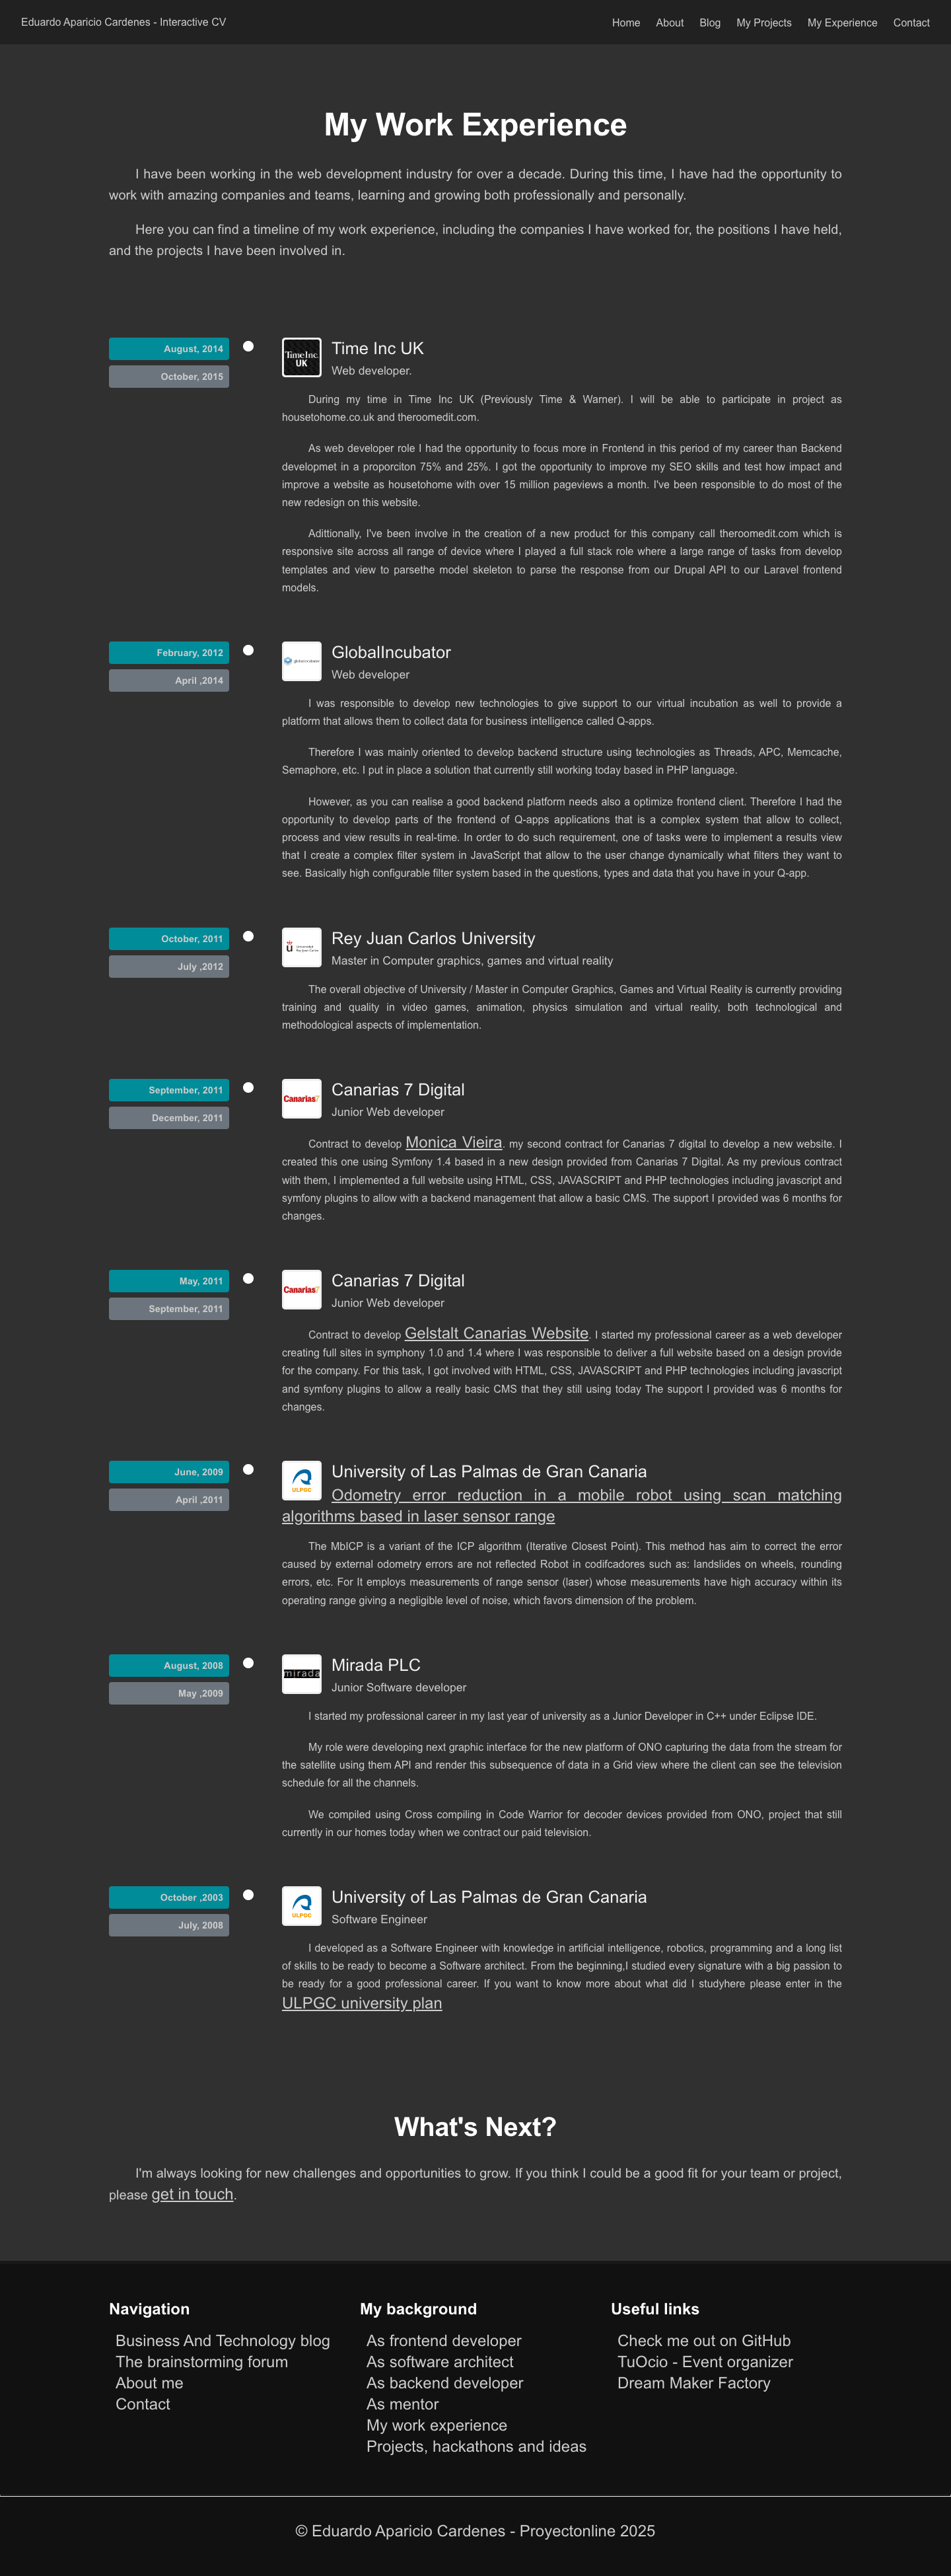 Eduardo Aparicio Cardenes - Interactive CV
Home About Blog My Projects My Experience Contact
My Work Experience
I have been working in the web development industry for over a decade. During this time, I have had the opportunity to
work with amazing companies and teams, learning and growing both professionally and personally.
Here you can find a timeline of my work experience, including the companies I have worked for, the positions I have held,
and the projects I have been involved in.
August, 2014
October, 2015
Time Inc.
UK
Time Inc UK
Web developer.
During my time in Time Inc UK (Previously Time & Warner). I will be able to participate in project as
housetohome.co.uk and theroomedit.com.
As web developer role I had the opportunity to focus more in Frontend in this period of my career than Backend
developmet in a proporciton 75% and 25%. I got the opportunity to improve my SEO skills and test how impact and
improve a website as housetohome with over 15 million pageviews a month. I've been responsible to do most of the
new redesign on this website.
Adittionally, I've been involve in the creation of a new product for this company call theroomedit.com which is
responsive site across all range of device where I played a full stack role where a large range of tasks from develop
templates and view to parsethe model skeleton to parse the response from our Drupal API to our Laravel frontend
models.
February, 2012
April ,2014
globalincubator
GlobalIncubator
Web developer
I was responsible to develop new technologies to give support to our virtual incubation as well to provide a
platform that allows them to collect data for business intelligence called Q-apps.
Therefore I was mainly oriented to develop backend structure using technologies as Threads, APC, Memcache,
Semaphore, etc. I put in place a solution that currently still working today based in PHP language.
However, as you can realise a good backend platform needs also a optimize frontend client. Therefore I had the
opportunity to develop parts of the frontend of Q-apps applications that is a complex system that allow to collect,
process and view results in real-time. In order to do such requirement, one of tasks were to implement a results view
that I create a complex filter system in JavaScript that allow to the user change dynamically what filters they want to
see. Basically high configurable filter system based in the questions, types and data that you have in your Q-app.
October, 2011
July ,2012
Universidad
Rey Juan Carlos
Rey Juan Carlos University
Master in Computer graphics, games and virtual reality
The overall objective of University / Master in Computer Graphics, Games and Virtual Reality is currently providing
training and quality in video games, animation, physics simulation and virtual reality, both technological and
methodological aspects of implementation.
September, 2011
December, 2011
Canarias7
Canarias 7 Digital
Junior Web developer
Contract to develop Monica Vieira. my second contract for Canarias 7 digital to develop a new website. I
created this one using Symfony 1.4 based in a new design provided from Canarias 7 Digital. As my previous contract
with them, I implemented a full website using HTML, CSS, JAVASCRIPT and PHP technologies including javascript and
symfony plugins to allow with a backend management that allow a basic CMS. The support I provided was 6 months for
changes.
May, 2011
September, 2011
Canarias7
Canarias 7 Digital
Junior Web developer
Contract to develop Gelstalt Canarias Website. I started my professional career as a web developer
creating full sites in symphony 1.0 and 1.4 where I was responsible to deliver a full website based on a design provide
for the company. For this task, I got involved with HTML, CSS, JAVASCRIPT and PHP technologies including javascript
and symfony plugins to allow a really basic CMS that they still using today The support I provided was 6 months for
changes.
June, 2009
April ,2011
ULPGC
University of Las Palmas de Gran Canaria
Odometry error reduction in a mobile robot using scan matching
algorithms based in laser sensor range
The MbICP is a variant of the ICP algorithm (Iterative Closest Point). This method has aim to correct the error
caused by external odometry errors are not reflected Robot in codifcadores such as: landslides on wheels, rounding
errors, etc. For It employs measurements of range sensor (laser) whose measurements have high accuracy within its
operating range giving a negligible level of noise, which favors dimension of the problem.
August, 2008
May ,2009
mirada
Mirada PLC
Junior Software developer
I started my professional career in my last year of university as a Junior Developer in C++ under Eclipse IDE.
My role were developing next graphic interface for the new platform of ONO capturing the data from the stream for
the satellite using them API and render this subsequence of data in a Grid view where the client can see the television
schedule for all the channels.
We compiled using Cross compiling in Code Warrior for decoder devices provided from ONO, project that still
currently in our homes today when we contract our paid television.
October ,2003
July, 2008
ULPGC
University of Las Palmas de Gran Canaria
Software Engineer
I developed as a Software Engineer with knowledge in artificial intelligence, robotics, programming and a long list
of skills to be ready to become a Software architect. From the beginning,I studied every signature with a big passion to
be ready for a good professional career. If you want to know more about what did I studyhere please enter in the
ULPGC university plan
What's Next?
I'm always looking for new challenges and opportunities to grow. If you think I could be a good fit for your team or project,
please get in touch.
Navigation
Business And Technology blog
The brainstorming forum
About me
Contact
My background
As frontend developer
As software architect
As backend developer
As mentor
My work experience
Projects, hackathons and ideas
Useful links
Check me out on GitHub
TuOcio - Event organizer
Dream Maker Factory
© Eduardo Aparicio Cardenes - Proyectonline 2025